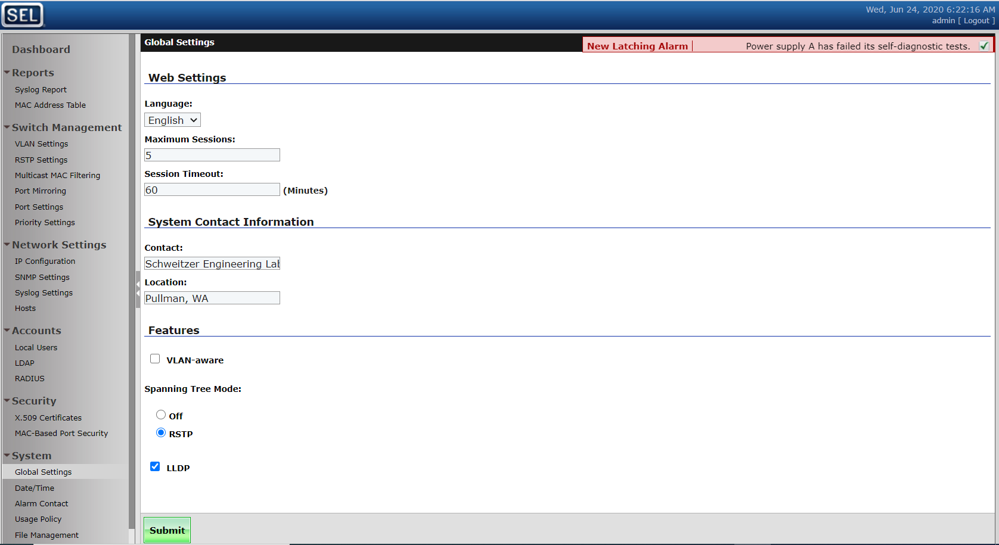 SEL
Wed, Jun 24, 2020 6:22:16 AM
admin [ Logout ]
Dashboard
Reports
Syslog Report
MAC Address Table
Switch Management
VLAN Settings
RSTP Settings
Multicast MAC Filtering
Port Mirroring
Port Settings
Priority Settings
Network Settings
IP Configuration
SNMP Settings
Syslog Settings
Hosts
Accounts
Local Users
LDAP
RADIUS
Security
X.509 Certificates
MAC-Based Port Security
System
Global Settings
Date/Time
Alarm Contact
Usage Policy
File Management
Global Settings
New Latching Alarm | Power supply A has failed its self-diagnostic tests.
Web Settings
Language:
English
Maximum Sessions:
5
Session Timeout:
60 (Minutes)
System Contact Information
Contact:
Schweitzer Engineering Lab
Location:
Pullman, WA
Features
VLAN-aware
Spanning Tree Mode:
Off
RSTP
LLDP
Submit